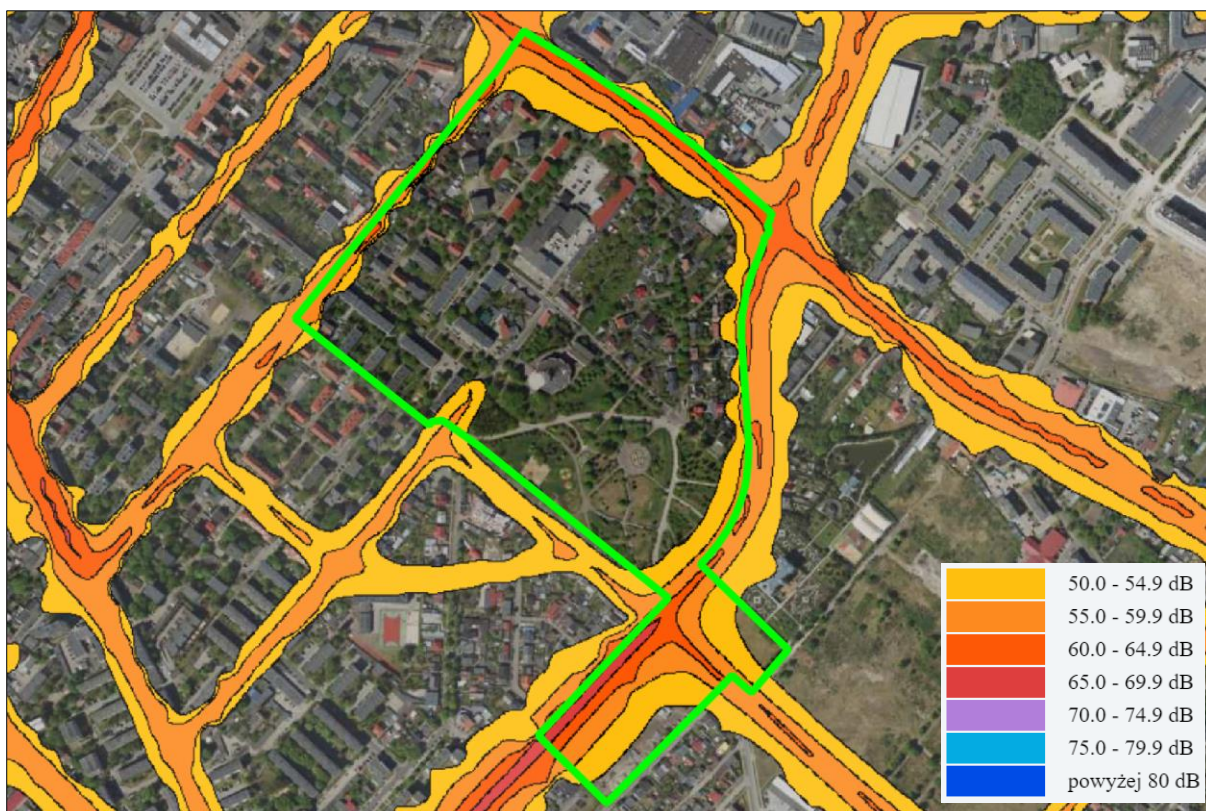 50.0 - 54.9 dB
55.0 - 59.9 dB
60.0 - 64.9 dB
65.0 - 69.9 dB
70.0 - 74.9 dB
75.0 - 79.9 dB
powyżej 80 dB